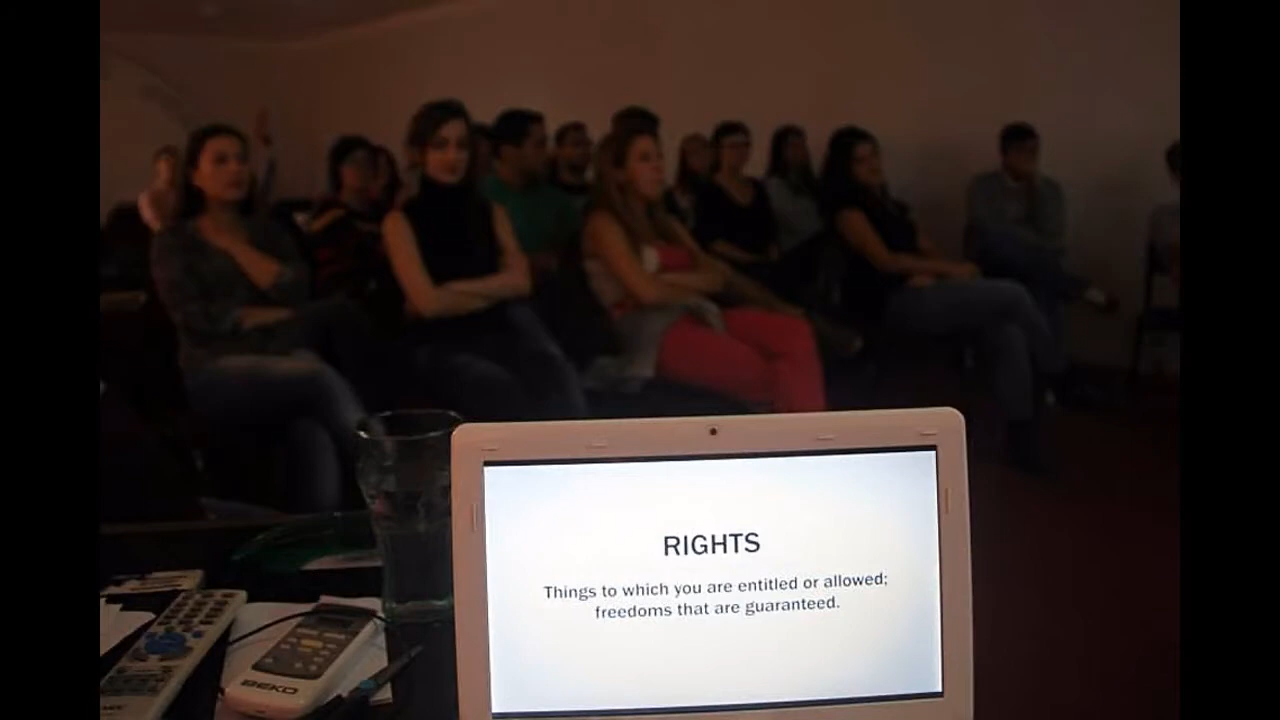 RIGHTS
Things to which you are entitled or allowed;
freedoms that are guaranteed.
BEKO